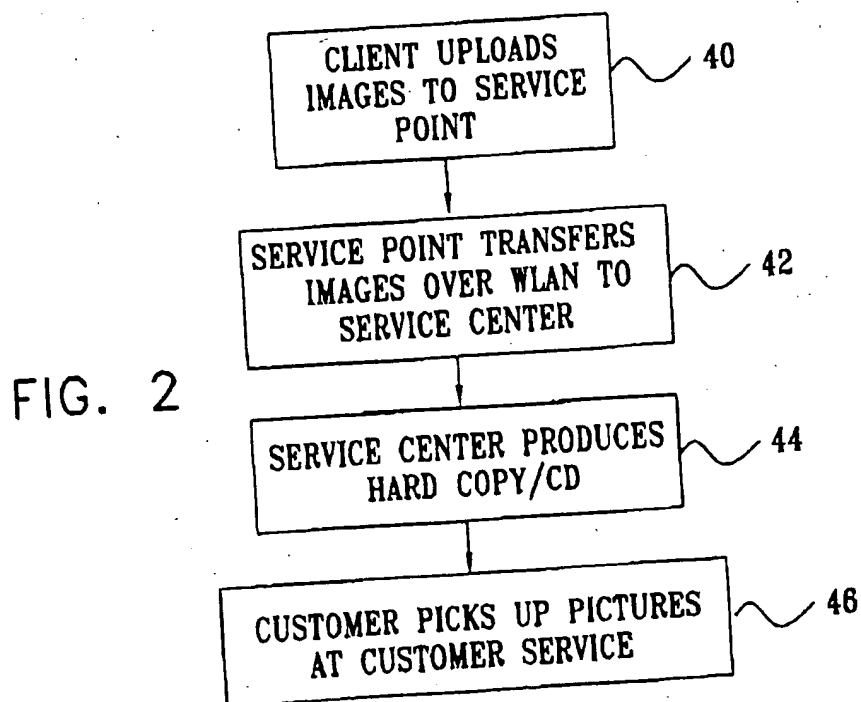 CLIENT UPLOADS
IMAGES TO SERVICE
POINT
40
SERVICE POINT TRANSFERS
IMAGES OVER WLAN TO
SERVICE CENTER
42
FIG. 2
SERVICE CENTER PRODUCES
HARD COPY/CD
44
CUSTOMER PICKS UP PICTURES
AT CUSTOMER SERVICE
46